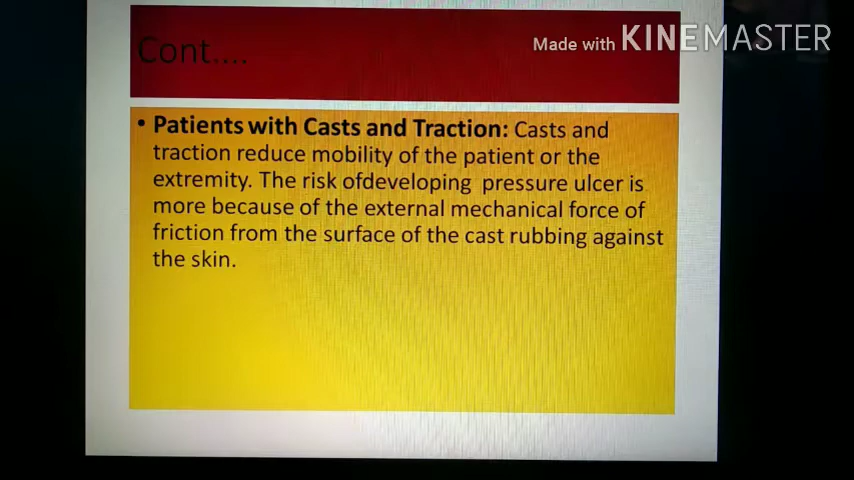 Cont....
Made with KINEMASTER
• Patients with Casts and Traction: Casts and
traction reduce mobility of the patient or the
extremity. The risk ofdeveloping pressure ulcer is
more because of the external mechanical force of
friction from the surface of the cast rubbing against
the skin.